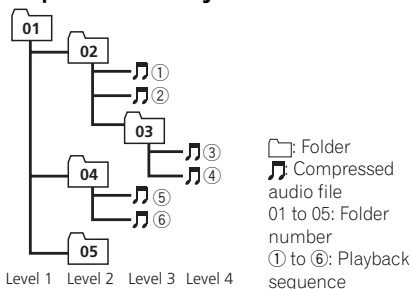 01
02
①
②
03
③
④
04
⑤
⑥
05
Level 1 Level 2 Level 3 Level 4
: Folder
: Compressed
audio file
01 to 05: Folder
number
① to ⑥: Playback
sequence